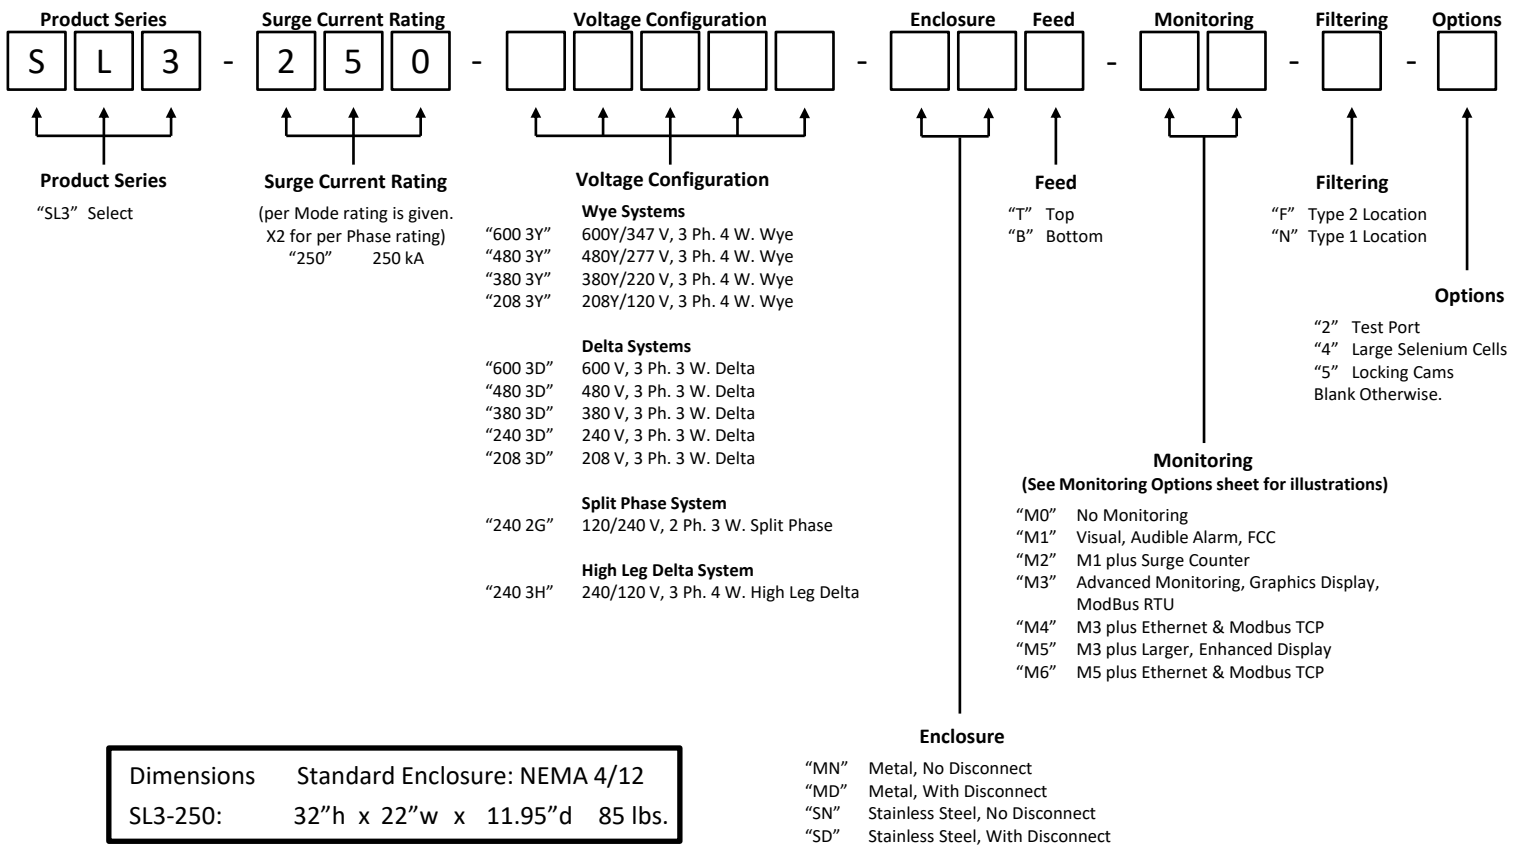 Product Series Surge Current Rating Voltage Configuration Enclosure Feed Monitoring Filtering Options
S L 3 - 2 5 0 - - - - -
Product Series
“SL3” Select
Surge Current Rating
(per Mode rating is given.
X2 for per Phase rating)
“250” 250 kA
Voltage Configuration
Wye Systems
“600 3Y” 600Y/347 V, 3 Ph. 4 W. Wye
“480 3Y” 480Y/277 V, 3 Ph. 4 W. Wye
“380 3Y” 380Y/220 V, 3 Ph. 4 W. Wye
“208 3Y” 208Y/120 V, 3 Ph. 4 W. Wye
Delta Systems
“600 3D” 600 V, 3 Ph. 3 W. Delta
“480 3D” 480 V, 3 Ph. 3 W. Delta
“380 3D” 380 V, 3 Ph. 3 W. Delta
“240 3D” 240 V, 3 Ph. 3 W. Delta
“208 3D” 208 V, 3 Ph. 3 W. Delta
Split Phase System
“240 2G” 120/240 V, 2 Ph. 3 W. Split Phase
High Leg Delta System
“240 3H” 240/120 V, 3 Ph. 4 W. High Leg Delta
Feed
“T” Top
“B” Bottom
Filtering
“F” Type 2 Location
“N” Type 1 Location
Options
“2” Test Port
“4” Large Selenium Cells
“5” Locking Cams
Blank Otherwise.
Monitoring
(See Monitoring Options sheet for illustrations)
“M0” No Monitoring
“M1” Visual, Audible Alarm, FCC
“M2” M1 plus Surge Counter
“M3” Advanced Monitoring, Graphics Display,
ModBus RTU
“M4” M3 plus Ethernet & Modbus TCP
“M5” M3 plus Larger, Enhanced Display
“M6” M5 plus Ethernet & Modbus TCP
Enclosure
“MN” Metal, No Disconnect
“MD” Metal, With Disconnect
“SN” Stainless Steel, No Disconnect
“SD” Stainless Steel, With Disconnect
Dimensions Standard Enclosure: NEMA 4/12
SL3-250: 32”h x 22”w x 11.95”d 85 lbs.